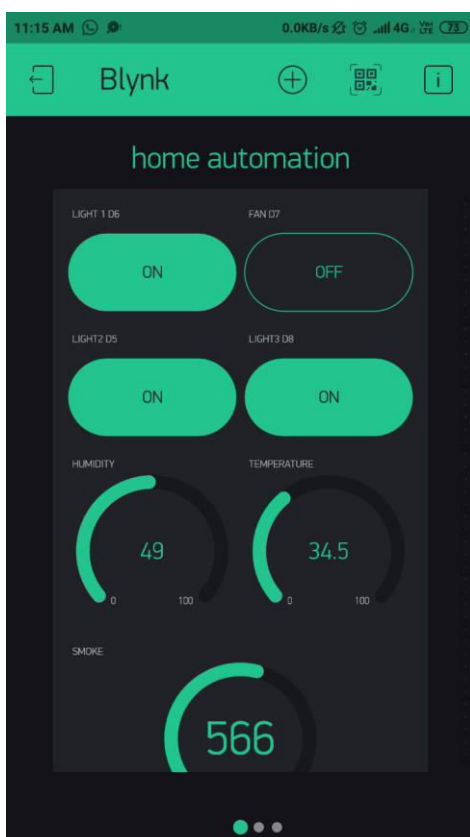 11:15 AM 0.0KB/s 4G VoLTE 73
Blynk
home automation
LIGHT 1 D6 FAN D7
ON OFF
LIGHT2 D5 LIGHT3 D8
ON ON
HUMIDITY TEMPERATURE
49 34.5
0 100 0 100
SMOKE
566